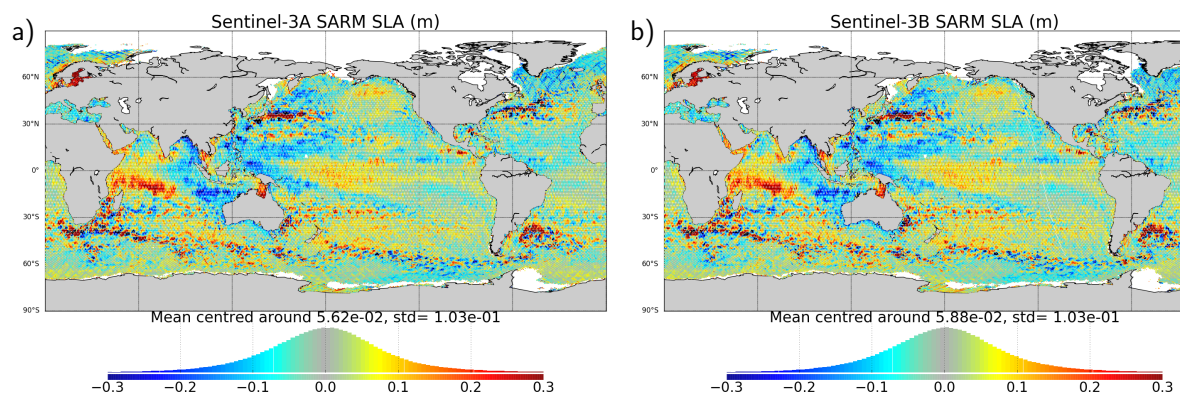 a)
Sentinel-3A SARM SLA (m)
60°N
30°N
0°
30°S
60°S
90°S
Mean centred around 5.62e-02, std= 1.03e-01
−0.3 −0.2 −0.1 0.0 0.1 0.2 0.3
b)
Sentinel-3B SARM SLA (m)
60°N
30°N
0°
30°S
60°S
90°S
Mean centred around 5.88e-02, std= 1.03e-01
−0.3 −0.2 −0.1 0.0 0.1 0.2 0.3